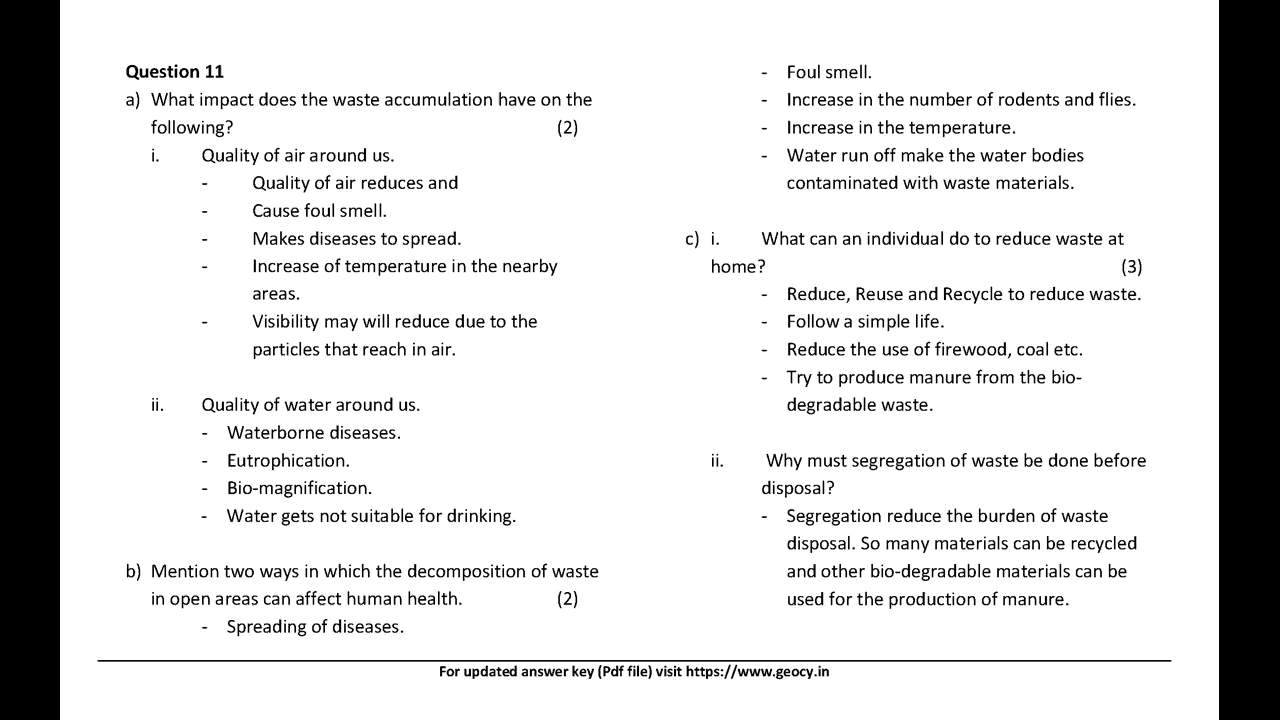 Question 11
a) What impact does the waste accumulation have on the
following? (2)
i. Quality of air around us.
- Quality of air reduces and
- Cause foul smell.
- Makes diseases to spread.
- Increase of temperature in the nearby
areas.
- Visibility may will reduce due to the
particles that reach in air.
ii. Quality of water around us.
- Waterborne diseases.
- Eutrophication.
- Bio-magnification.
- Water gets not suitable for drinking.
b) Mention two ways in which the decomposition of waste
in open areas can affect human health. (2)
- Spreading of diseases.
- Foul smell.
- Increase in the number of rodents and flies.
- Increase in the temperature.
- Water run off make the water bodies
contaminated with waste materials.
c) i. What can an individual do to reduce waste at
home? (3)
- Reduce, Reuse and Recycle to reduce waste.
- Follow a simple life.
- Reduce the use of firewood, coal etc.
- Try to produce manure from the bio-
degradable waste.
ii. Why must segregation of waste be done before
disposal?
- Segregation reduce the burden of waste
disposal. So many materials can be recycled
and other bio-degradable materials can be
used for the production of manure.
For updated answer key (Pdf file) visit https://www.geocy.in